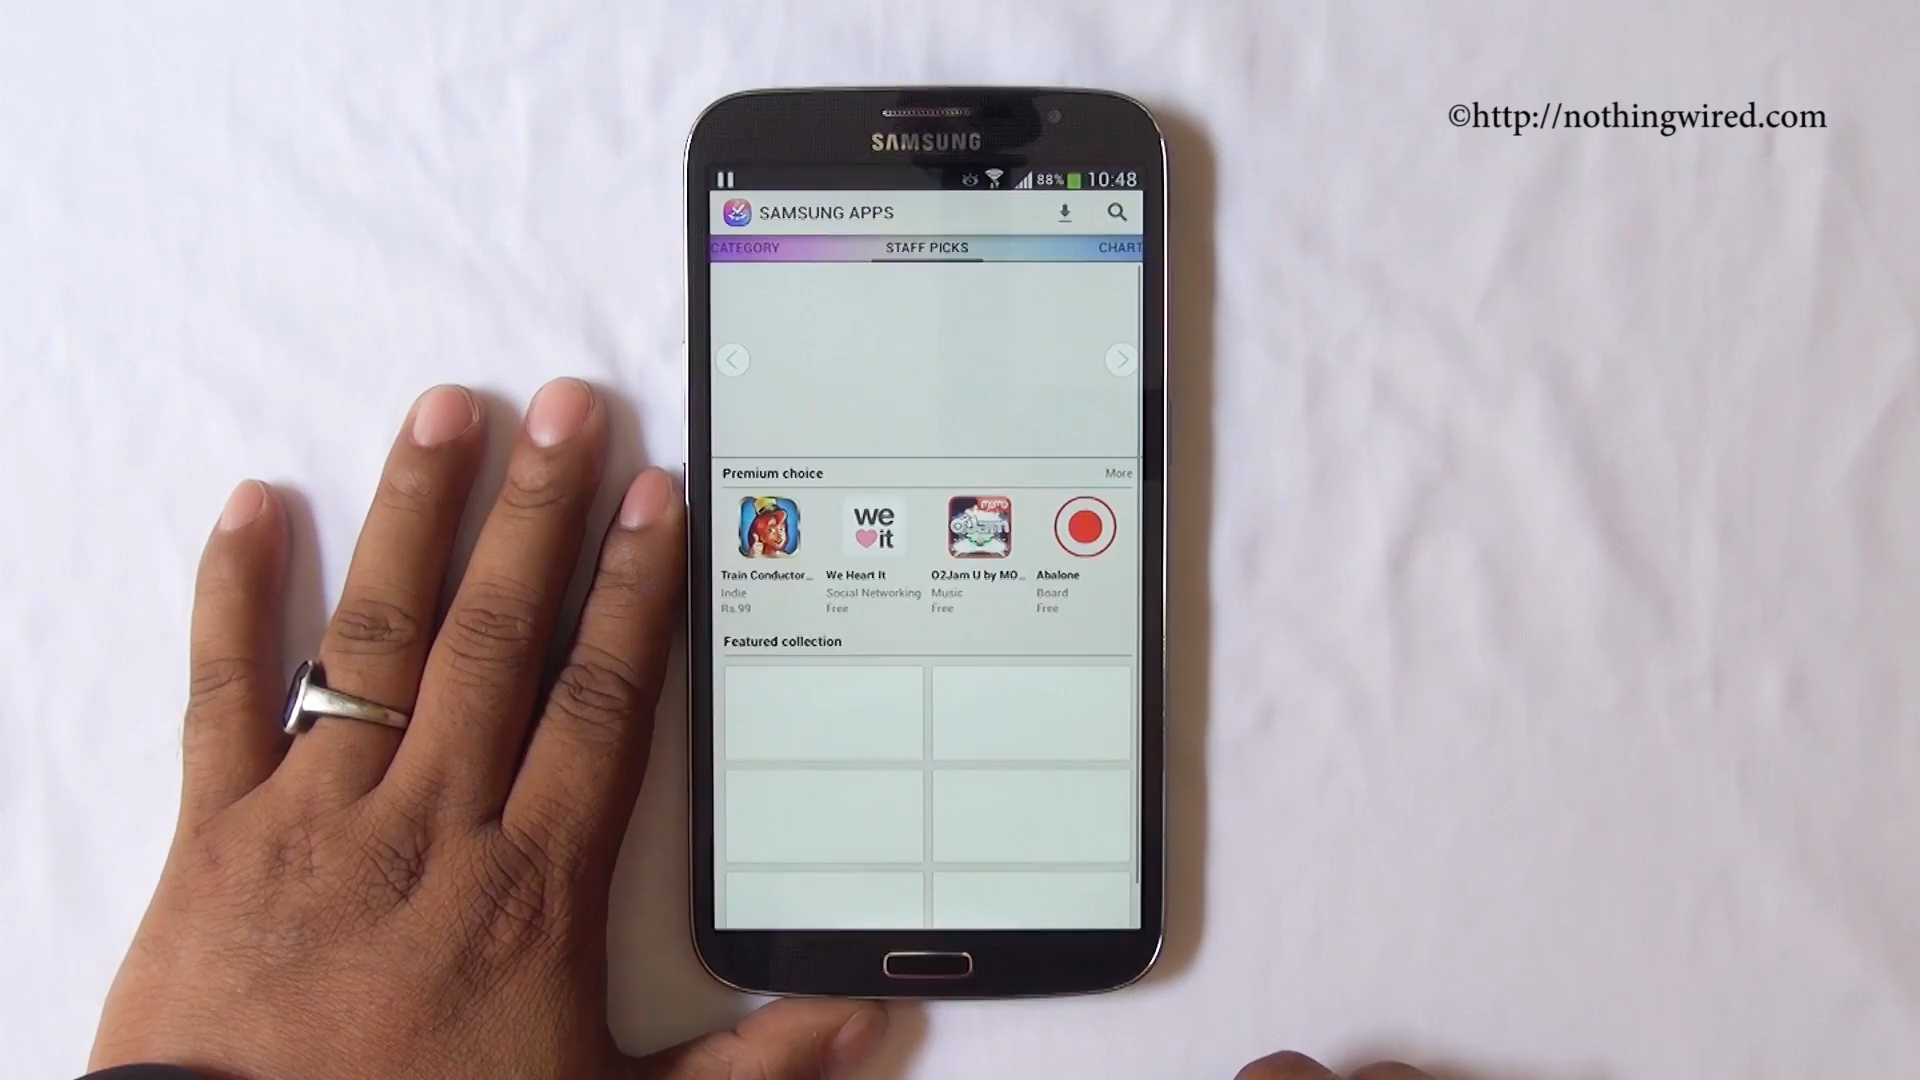 ©http://nothingwired.com
SAMSUNG
88% 10:48
SAMSUNG APPS
CATEGORY STAFF PICKS CHART
Premium choice More
we
it
Train Conductor... We Heart It O2Jam U by MO... Abalone
Indie Social Networking Music Board
Rs.99 Free Free Free
Featured collection